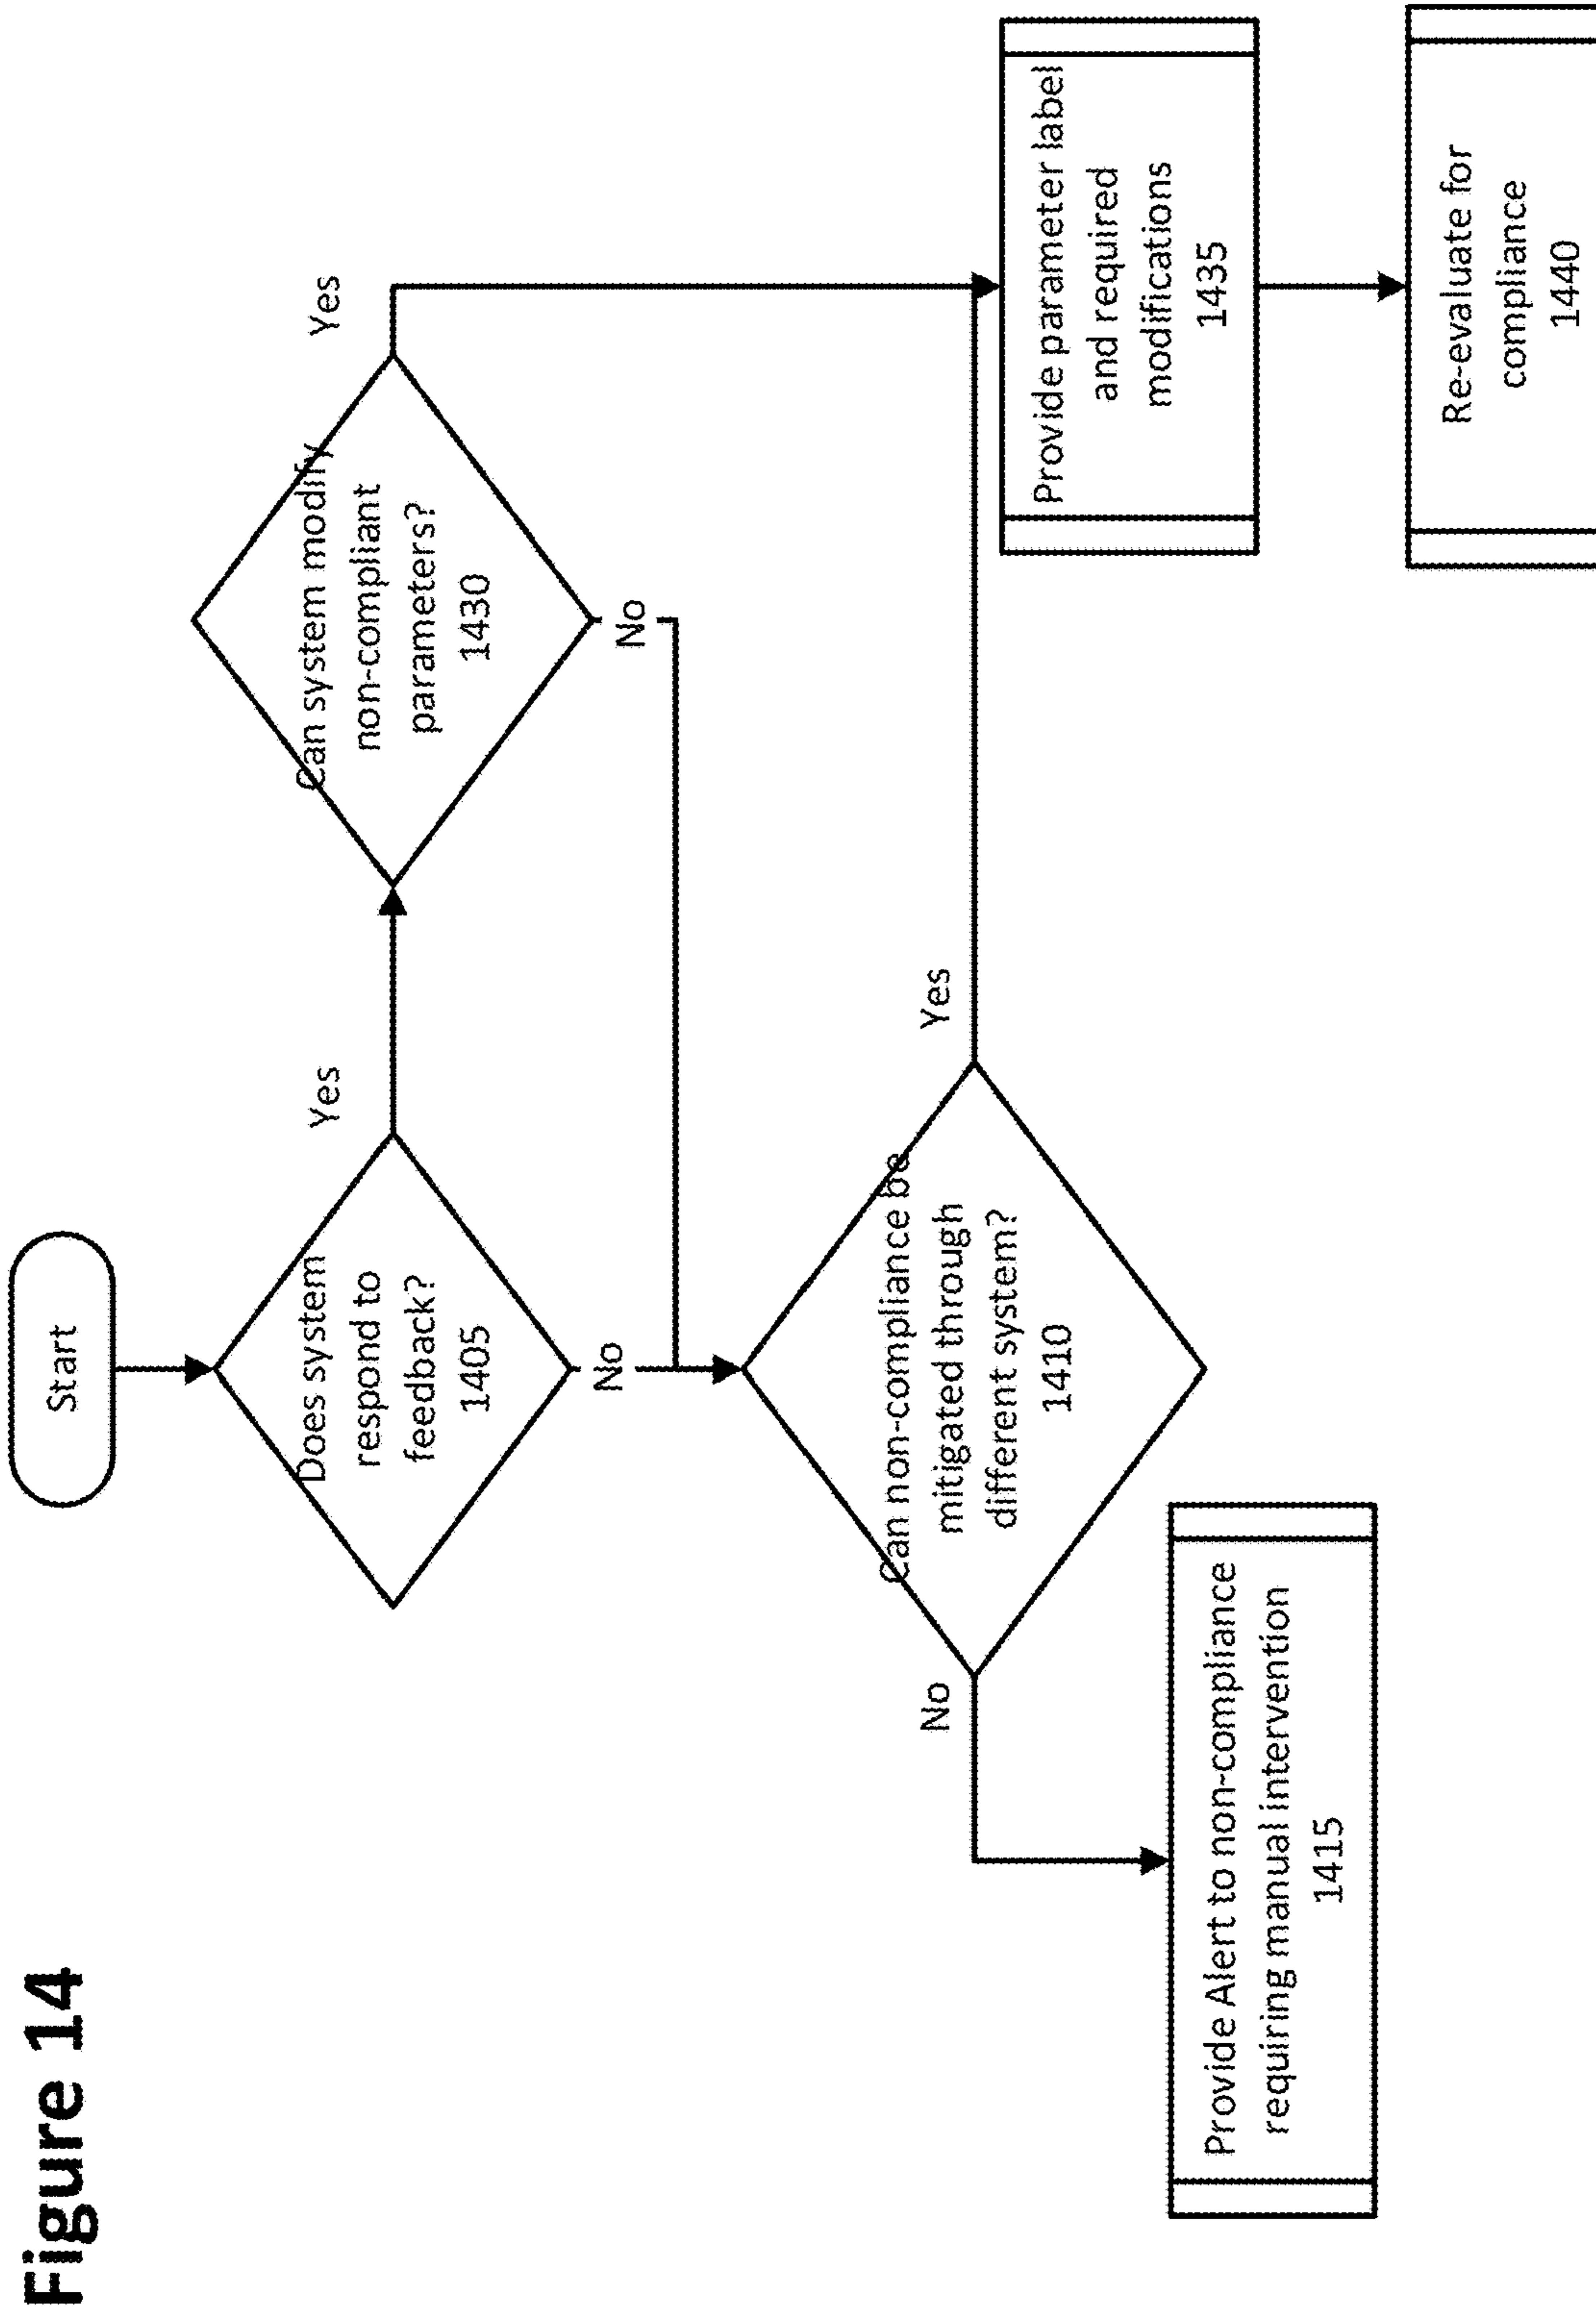 Figure 14
Start
Does system
respond to
feedback?
1405
Yes
Can system modify
non-compliant
parameters?
1430
Yes
No
No
Can non-compliance be
mitigated through
different system?
1410
No
Yes
Provide parameter label
and required
modifications
1435
Provide Alert to non-compliance
requiring manual intervention
1415
Re-evaluate for
compliance
1440